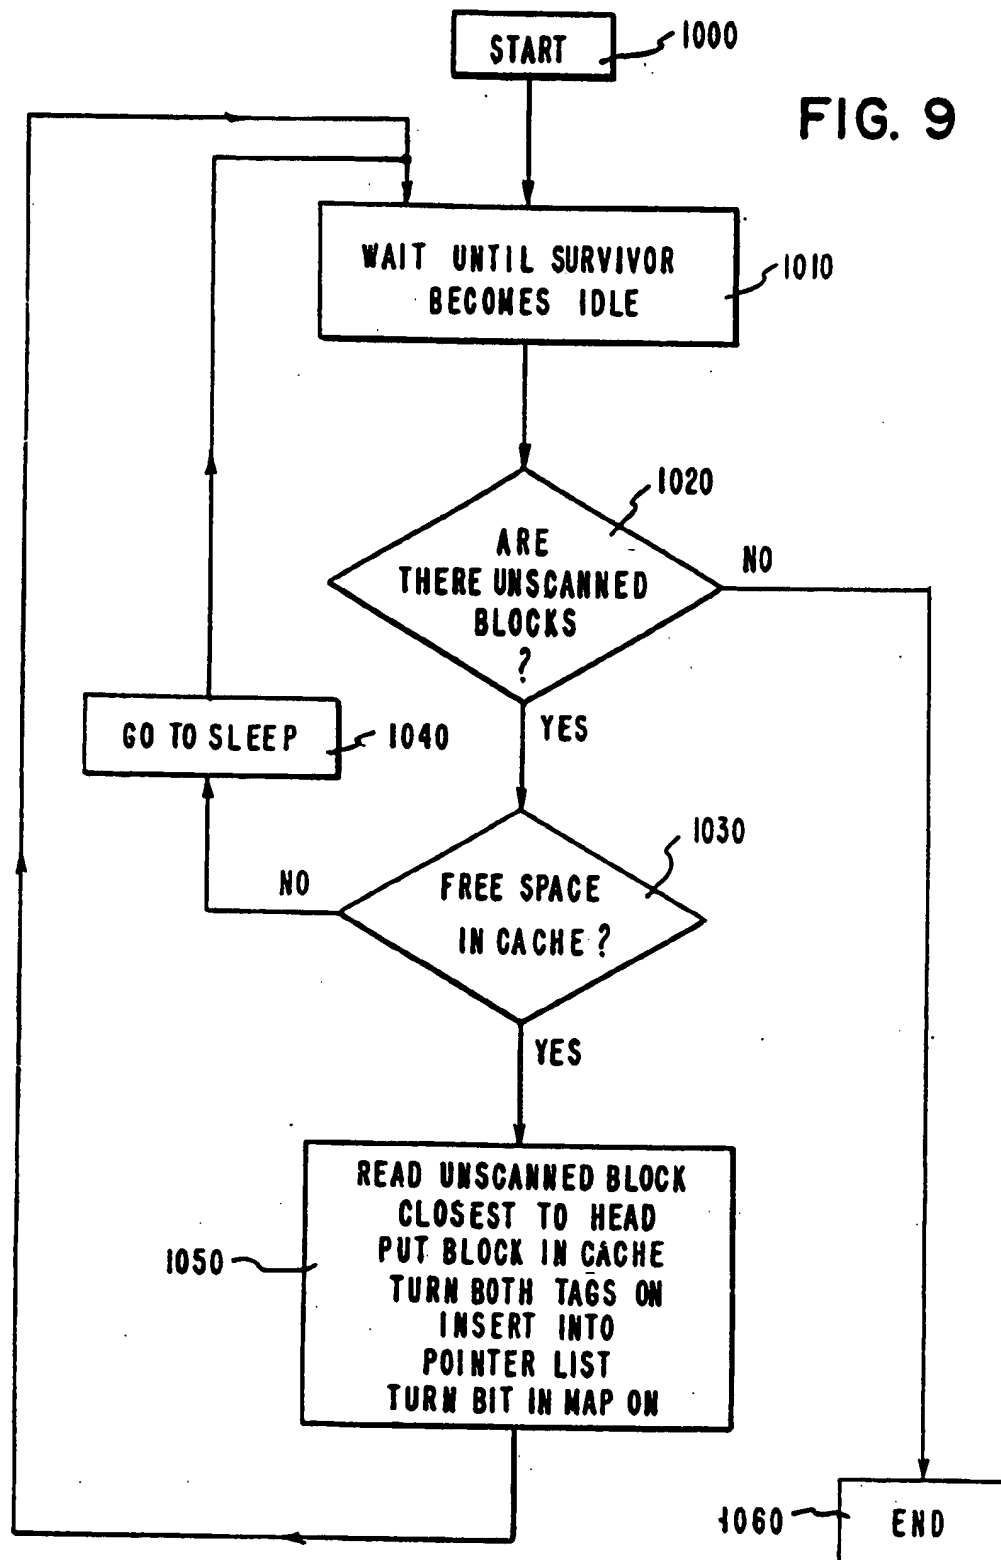 START
1000
FIG. 9
WAIT UNTIL SURVIVOR
BECOMES IDLE
1010
1020
ARE
THERE UNSCANNED
BLOCKS
?
NO
YES
GO TO SLEEP
1040
1030
NO
FREE SPACE
IN CACHE?
YES
READ UNSCANNED BLOCK
CLOSEST TO HEAD
PUT BLOCK IN CACHE
TURN BOTH TAGS ON
INSERT INTO
POINTER LIST
TURN BIT IN MAP ON
1050
1060
END